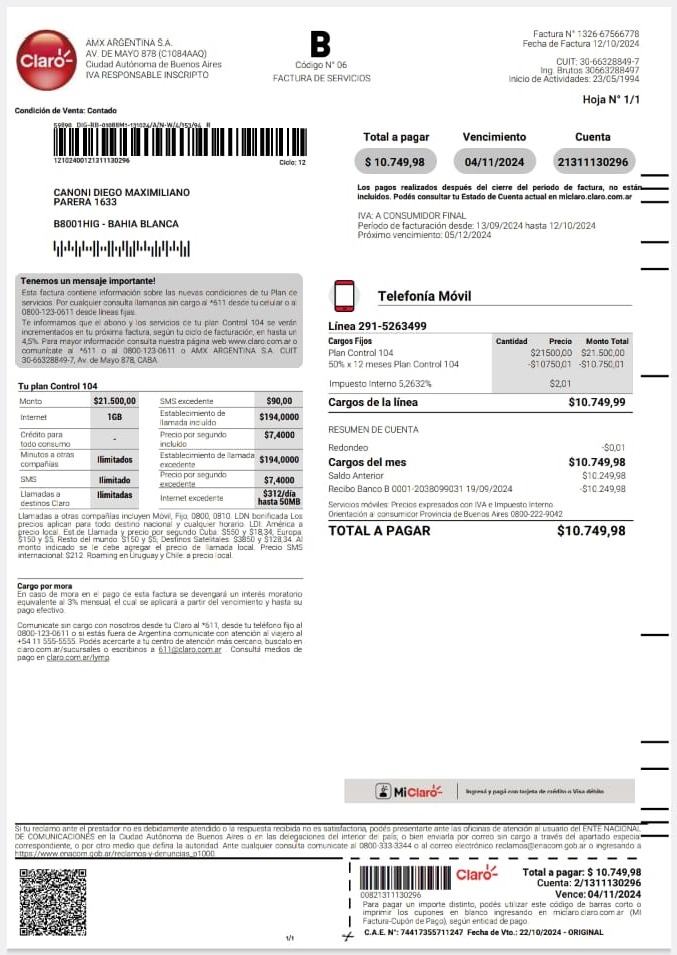 Claro
AMX ARGENTINA S.A.
AV. DE MAYO 878 (C1084AAQ)
Ciudad Autónoma de Buenos Aires
IVA RESPONSABLE INSCRIPTO
B
Código N° 06
FACTURA DE SERVICIOS
Factura N° 1326-67566778
Fecha de Factura 12/10/2024
CUIT: 30-66328849-7
Ing. Brutos 30663288497
Inicio de Actividades: 23/05/1994
Hoja N° 1/1
Condición de Venta: Contado
12102400121311130296
Ciclo: 12
CANONI DIEGO MAXIMILIANO
PARERA 1633
B8001HIG - BAHIA BLANCA
Total a pagar
Vencimiento
Cuenta
$ 10.749,98
04/11/2024
21311130296
Los pagos realizados después del cierre del período de factura, no están
incluidos. Podés consultar tu Estado de Cuenta actual en miclaro.claro.com.ar
IVA: A CONSUMIDOR FINAL
Período de facturación desde: 13/09/2024 hasta 12/10/2024
Próximo vencimiento: 05/12/2024
Tenemos un mensaje importante!
Esta factura contiene información sobre las nuevas condiciones de tu Plan de
servicios. Por cualquier consulta llamanos sin cargo al *611 desde tu celular o al
0800-123-0611 desde líneas fijas.
Te informamos que el abono y los servicios de tu plan Control 104 se verán
incrementados en tu próxima factura, según tu ciclo de facturación, en hasta un
4,5%. Para mayor información consulta nuestra página web www.claro.com.ar o
comunicate al *611 o al 0800-123-0611 o AMX ARGENTINA S.A. CUIT
30-66328849-7, Av. de Mayo 878, CABA.
Tu plan Control 104
Monto $21.500,00
Internet 1GB
Crédito para todo consumo -
Minutos a otras compañías Ilimitados
SMS Ilimitado
Llamadas a destinos Claro Ilimitadas
SMS excedente $90,00
Establecimiento de llamada incluído $194,0000
Precio por segundo incluído $7,4000
Establecimiento de llamada excedente $194,0000
Precio por segundo excedente $7,4000
Internet excedente $312/día hasta 50MB
Llamadas a otras compañías incluyen Móvil, Fijo, 0800, 0810. LDN bonificada Los
precios aplican para todo destino nacional y cualquier horario. LDI: América a
precio local. Est de Llamada y precio por segundo Cuba: $550 y $18,34; Europa:
$150 y $5; Resto del mundo: $150 y $5; Destinos Satelitales: $3850 y $128,34. Al
monto indicado se le debe agregar el precio de llamada local. Precio SMS
internacional: $212. Roaming en Uruguay y Chile: a precio local.
Cargo por mora
En caso de mora en el pago de esta factura se devengará un interés moratorio
equivalente al 3% mensual, el cual se aplicará a partir del vencimiento y hasta su
pago efectivo.
Comunicate sin cargo con nosotros desde tu Claro al *611, desde tu teléfono fijo al
0800-123-0611 o si estás fuera de Argentina comunicate con atención al viajero al
+54 11 555-5555. Podés acercarte a tu centro de atención más cercano, buscalo en
claro.com.ar/sucursales o escribinos a 611@claro.com.ar . Consultá medios de
pago en claro.com.ar/lymp.
Telefonía Móvil
Línea 291-5263499
Cargos Fijos Cantidad Precio Monto Total
Plan Control 104 $21500,00 $21.500,00
50% x 12 meses Plan Control 104 -$10750,01 -$10.750,01
Impuesto Interno 5,2632% $2,01
Cargos de la línea $10.749,99
RESUMEN DE CUENTA
Redondeo -$0,01
Cargos del mes $10.749,98
Saldo Anterior $10.249,98
Recibo Banco B 0001-2038099031 19/09/2024 -$10.249,98
Servicios móviles: Precios expresados con IVA e Impuesto Interno
Orientación al consumidor Provincia de Buenos Aires 0800-222-9042
TOTAL A PAGAR $10.749,98
MiClaro
Ingresá y pagá con tarjeta de crédito o Visa débito
Si tu reclamo ante el prestador no es debidamente atendido o la respuesta recibida no es satisfactoria, podés presentarte ante las oficinas de atención al usuario del ENTE NACIONAL
DE COMUNICACIONES en la Ciudad Autónoma de Buenos Aires o en las delegaciones del interior del país; o bien enviarla por correo sin cargo a través del apartado especial
correspondiente, o por otro medio que defina la autoridad. Ante cualquier consulta comunicate al 0800-333-3344 o al correo electrónico reclamos@enacom.gob.ar o ingresando a
https://www.enacom.gob.ar/reclamos-y-denuncias_p1000.
1/1
00821311130296
Claro
Total a pagar: $ 10.749,98
Cuenta: 2/1311130296
Vence: 04/11/2024
Para pagar un importe distinto, podés utilizar este código de barras corto o
imprimir los cupones en blanco ingresando en miclaro.claro.com.ar (MI
Factura-Cupón de Pago), según entidad de pago.
C.A.E. N°: 74417355711247 Fecha de Vto.: 22/10/2024 - ORIGINAL